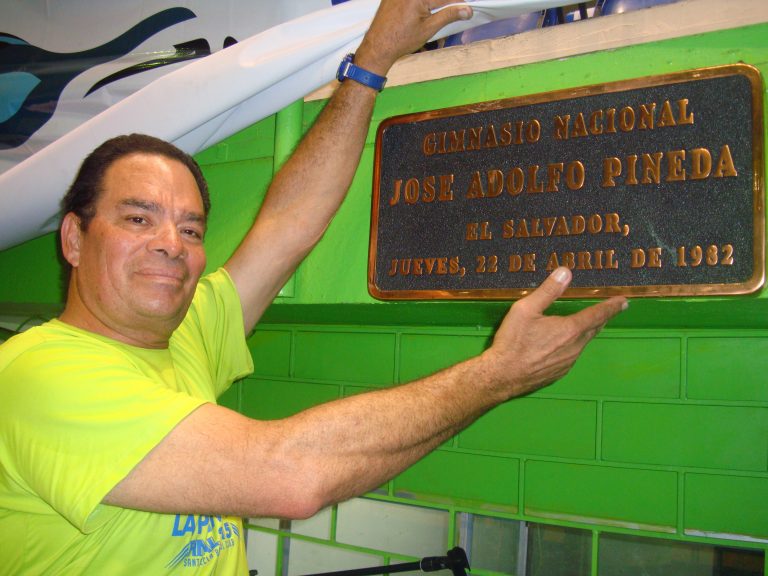 GIMNASIO NACIONAL
JOSE ADOLFO PINEDA
EL SALVADOR,
JUEVES, 22 DE ABRIL DE 1982